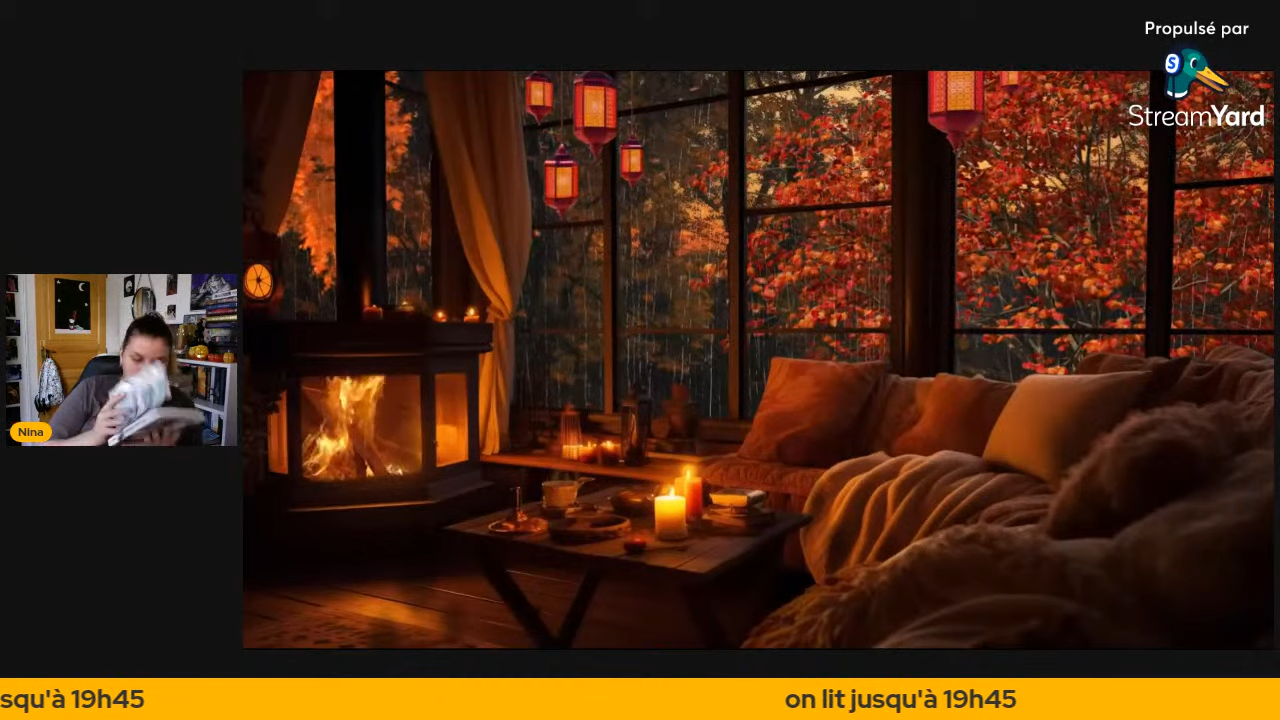 Propulsé par
StreamYard
Nina
squ'à 19h45
on lit jusqu'à 19h45